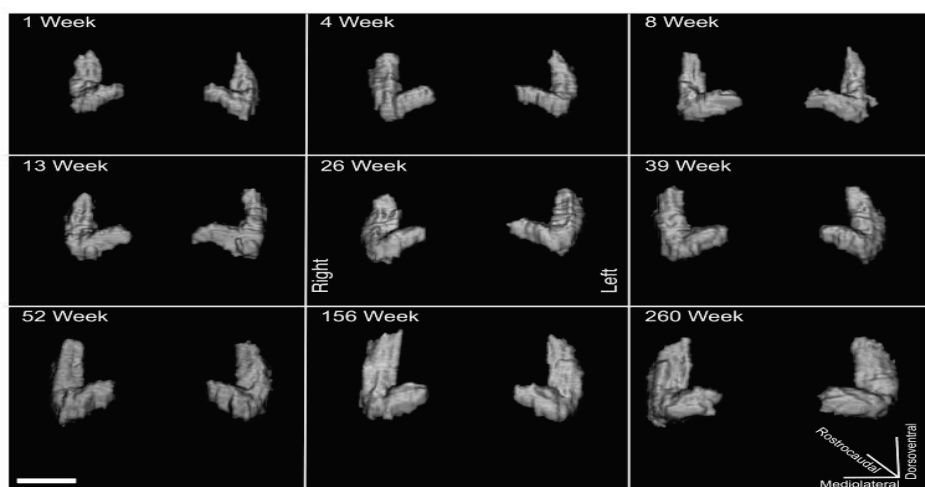 1 Week
4 Week
8 Week
13 Week
26 Week
39 Week
Right
Left
52 Week
156 Week
260 Week
Rostrocaudal
Dorsoventral
Mediolateral